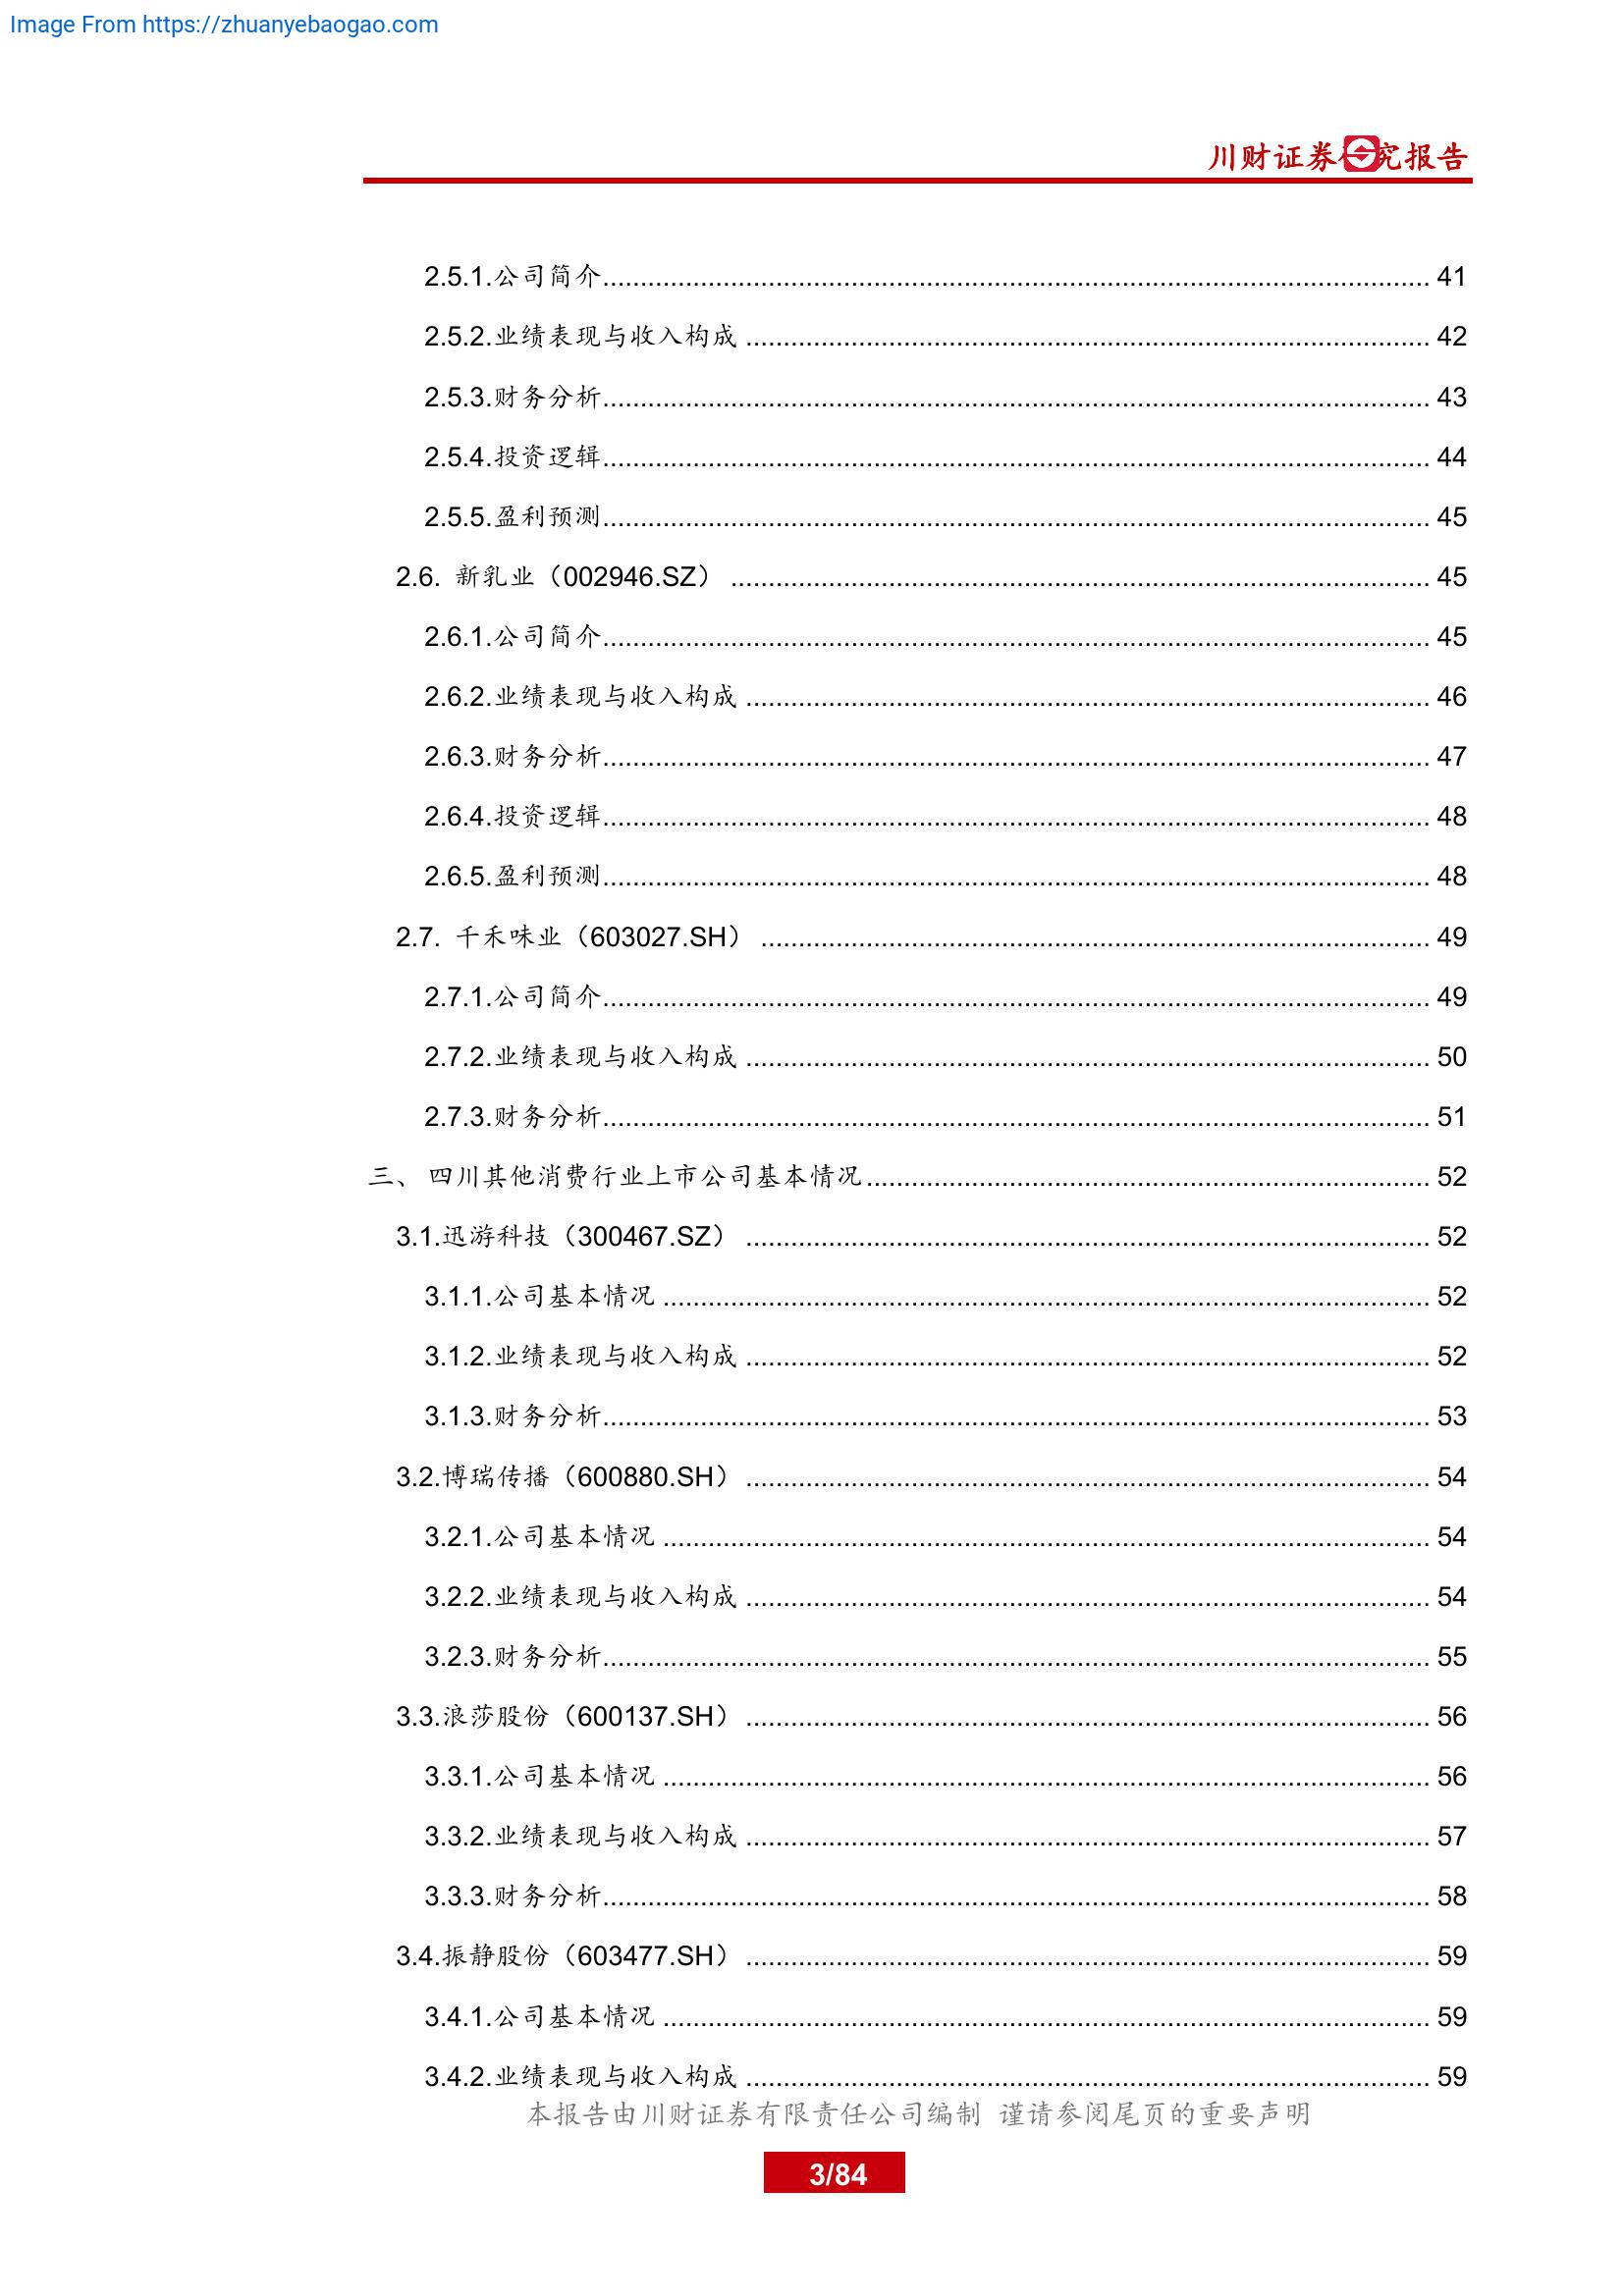 Image From https://zhuanyebaogao.com
川财证券究报告
2.5.1.公司简介........................................ 41
2.5.2.业绩表现与收入构成 ........................................ 42
2.5.3.财务分析........................................ 43
2.5.4.投资逻辑........................................ 44
2.5.5.盈利预测........................................ 45
2.6. 新乳业（002946.SZ） ........................................ 45
2.6.1.公司简介........................................ 45
2.6.2.业绩表现与收入构成 ........................................ 46
2.6.3.财务分析........................................ 47
2.6.4.投资逻辑........................................ 48
2.6.5.盈利预测........................................ 48
2.7. 千禾味业（603027.SH） ........................................ 49
2.7.1.公司简介........................................ 49
2.7.2.业绩表现与收入构成 ........................................ 50
2.7.3.财务分析........................................ 51
三、 四川其他消费行业上市公司基本情况........................................ 52
3.1.迅游科技（300467.SZ） ........................................ 52
3.1.1.公司基本情况 ........................................ 52
3.1.2.业绩表现与收入构成 ........................................ 52
3.1.3.财务分析........................................ 53
3.2.博瑞传播（600880.SH） ........................................ 54
3.2.1.公司基本情况 ........................................ 54
3.2.2.业绩表现与收入构成 ........................................ 54
3.2.3.财务分析........................................ 55
3.3.浪莎股份（600137.SH） ........................................ 56
3.3.1.公司基本情况 ........................................ 56
3.3.2.业绩表现与收入构成 ........................................ 57
3.3.3.财务分析........................................ 58
3.4.振静股份（603477.SH） ........................................ 59
3.4.1.公司基本情况 ........................................ 59
3.4.2.业绩表现与收入构成 ........................................ 59
本报告由川财证券有限责任公司编制 谨请参阅尾页的重要声明
3/84